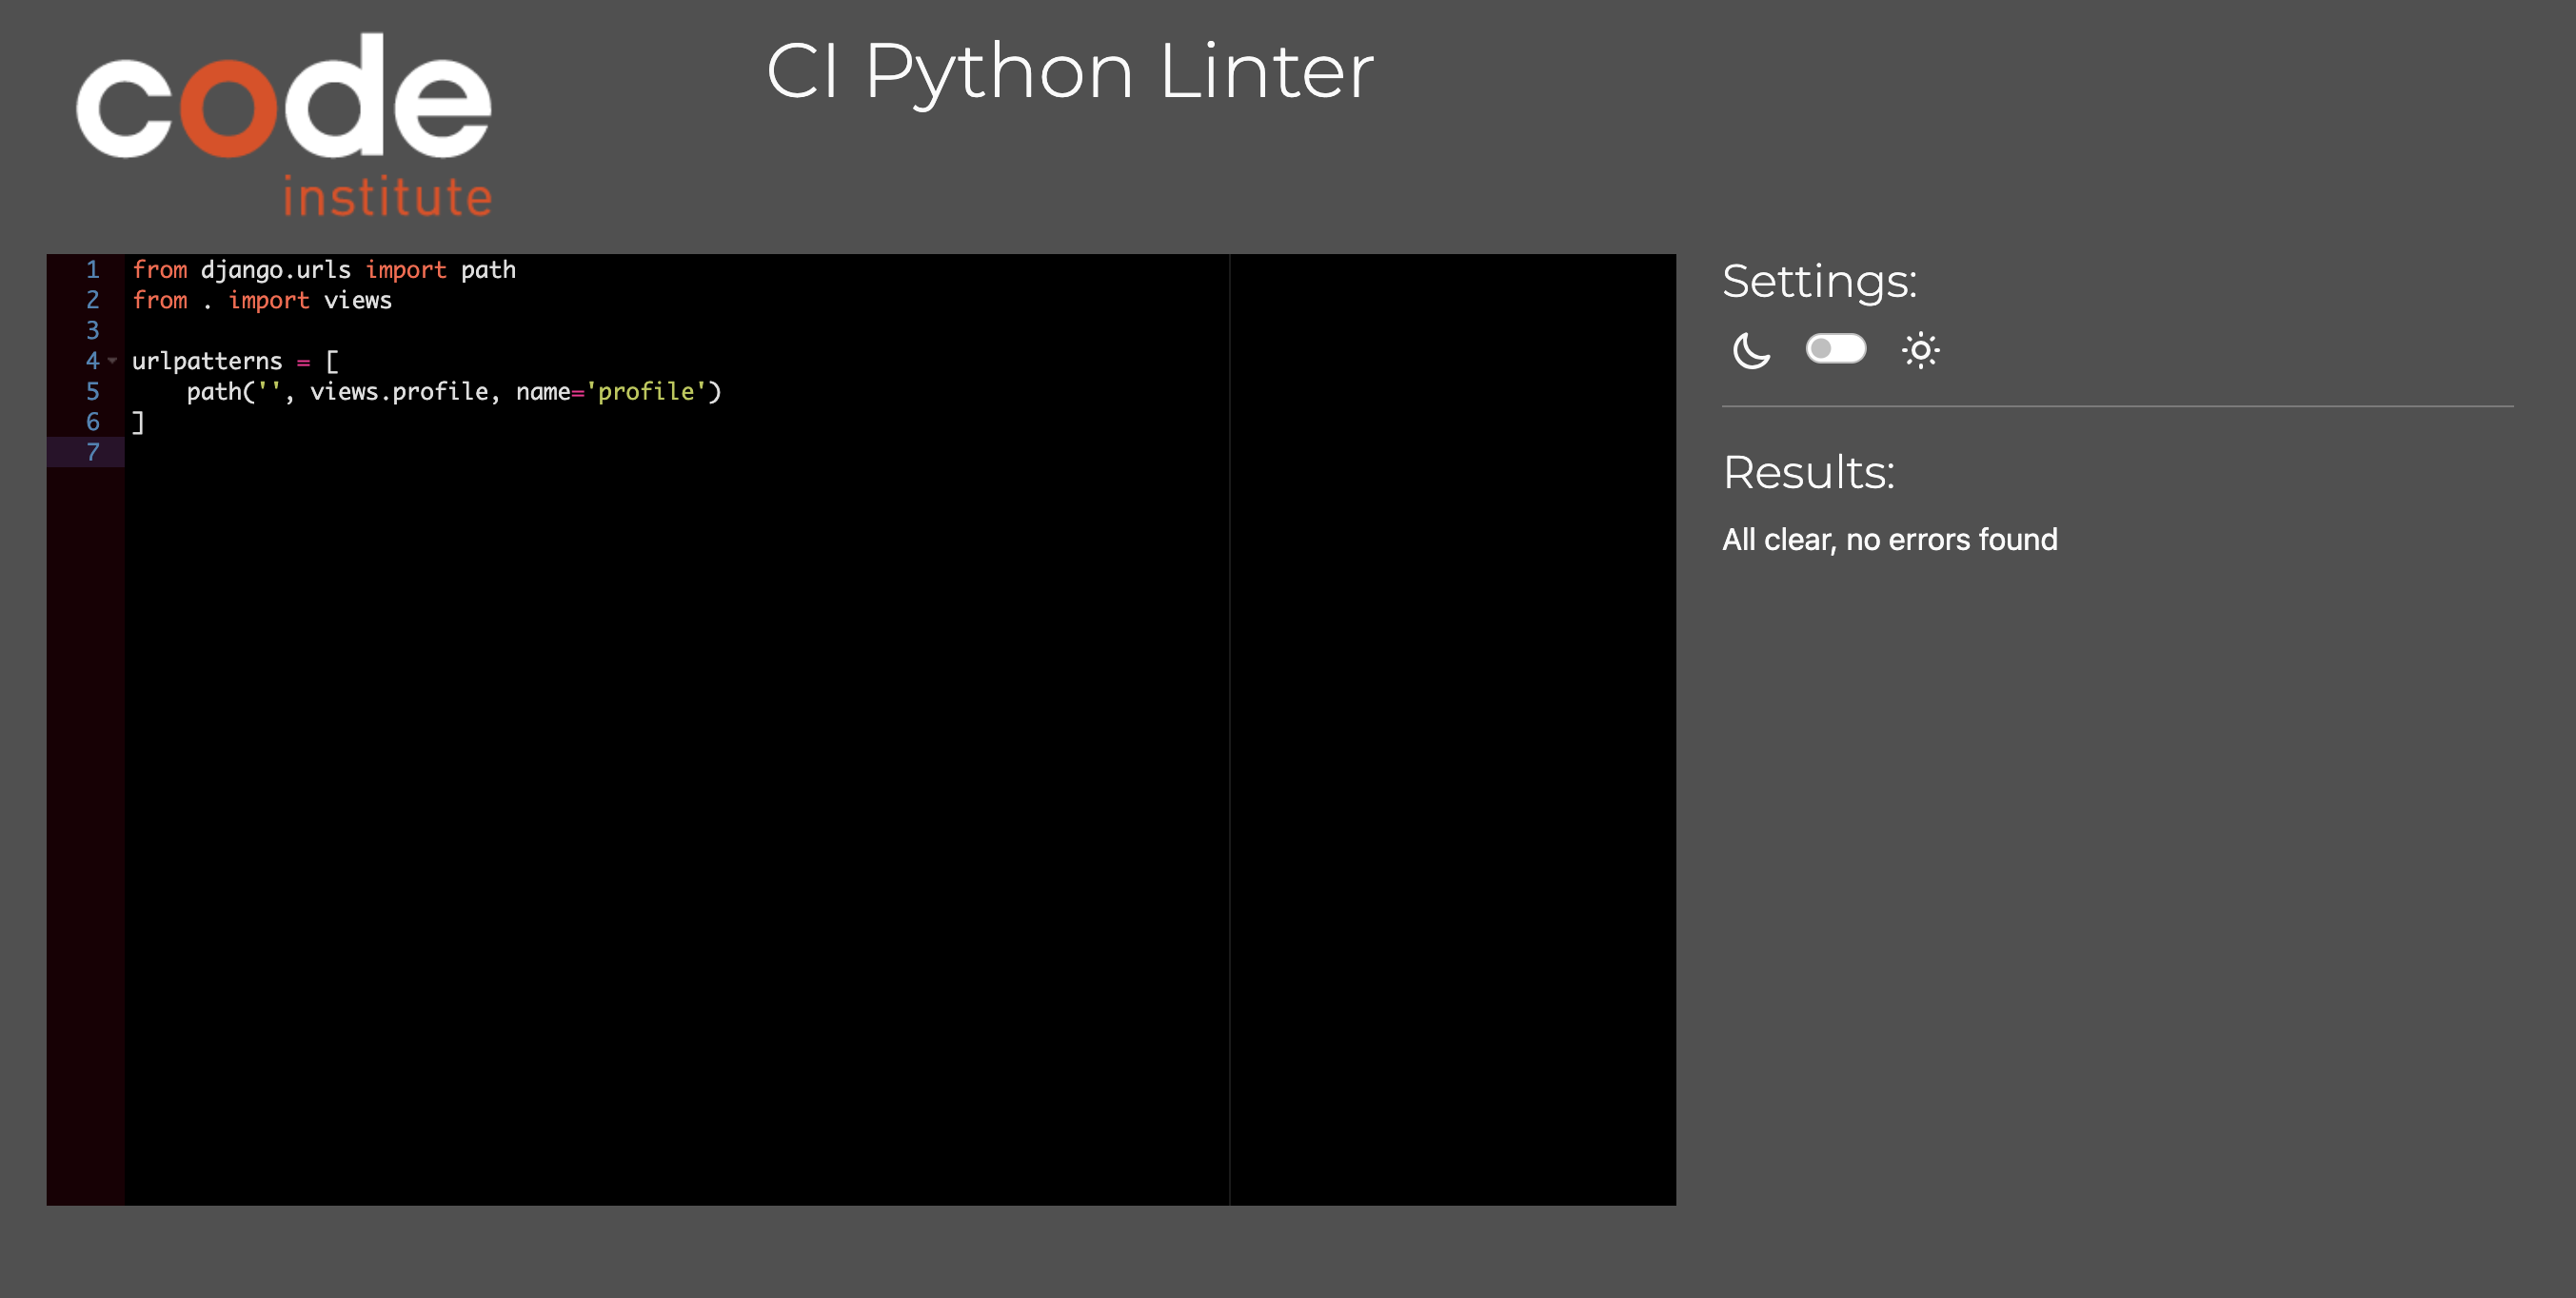 code
institute
CI Python Linter
1 from django.urls import path
2 from . import views
3
4 urlpatterns = [
5     path('', views.profile, name='profile')
6 ]
7
Settings:
Results:
All clear, no errors found